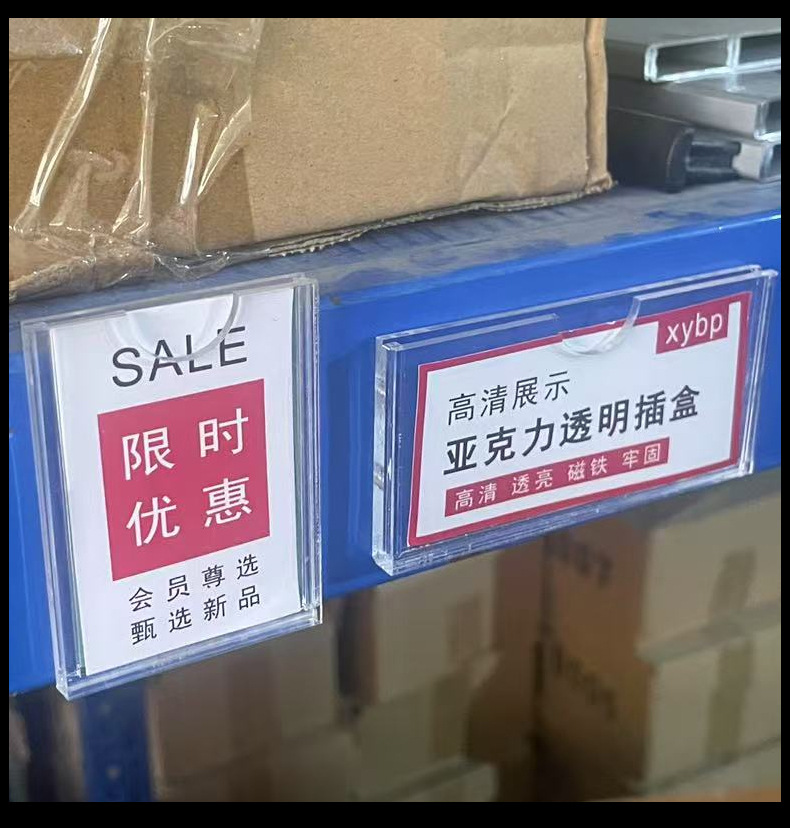 SALE
限时
优惠
会员尊选
甄选新品
xybp
高清展示
亚克力透明插盒
高清 透亮 磁铁 牢固